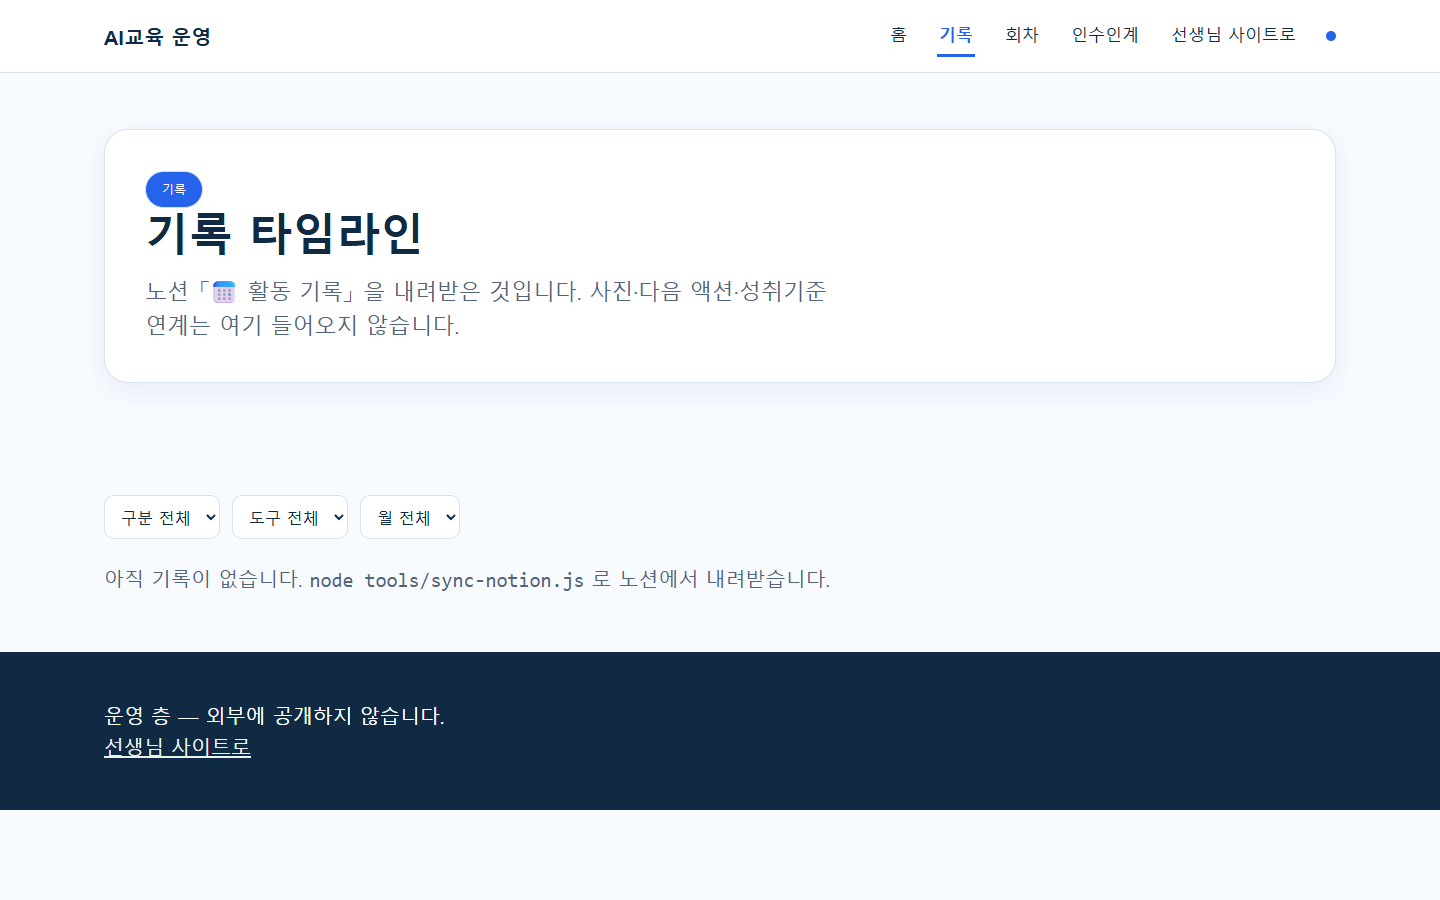 AI교육 운영
홈 기록 회차 인수인계 선생님 사이트로
기록
기록 타임라인
노션 「🗓️ 활동 기록」을 내려받은 것입니다. 사진·다음 액션·성취기준
연계는 여기 들어오지 않습니다.
구분 전체 도구 전체 월 전체
아직 기록이 없습니다. node tools/sync-notion.js 로 노션에서 내려받습니다.
운영 층 — 외부에 공개하지 않습니다.
선생님 사이트로